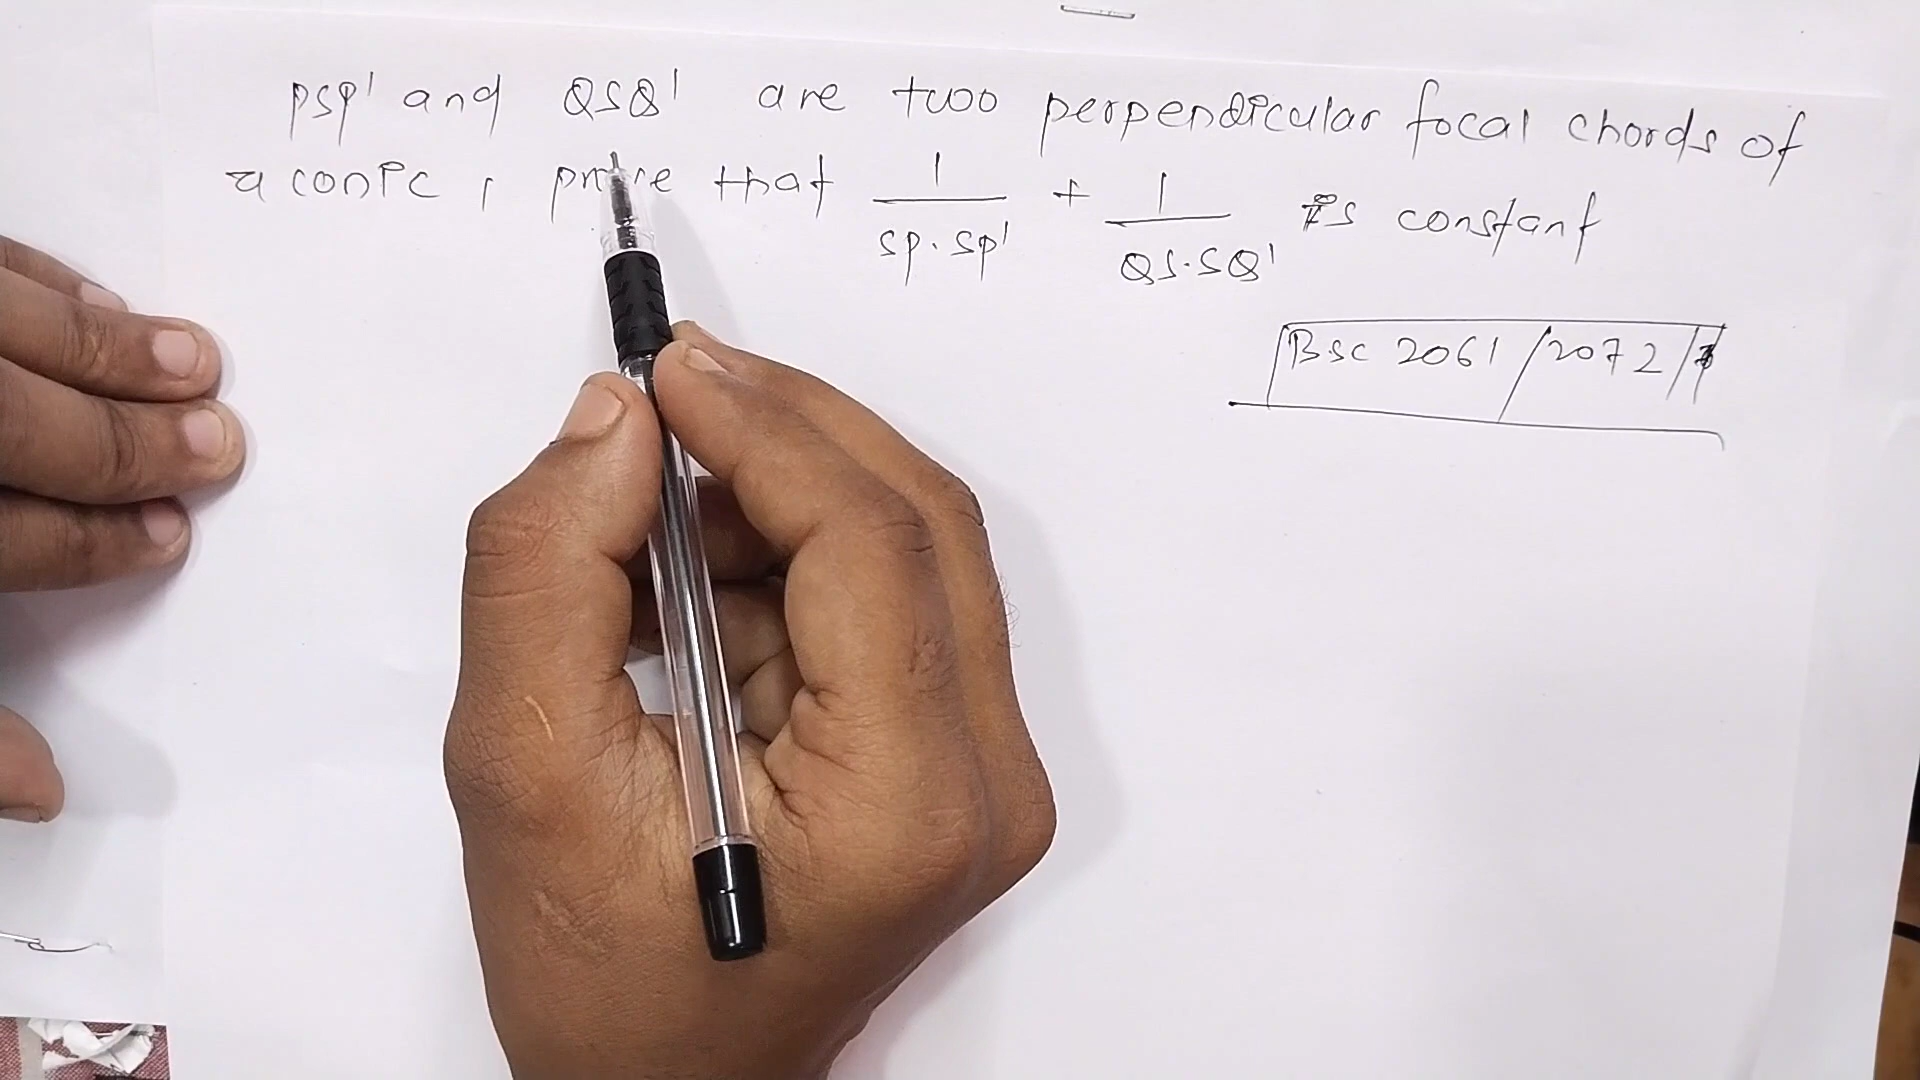 PSP' and QSQ' are two perpendicular focal chords of
a conic, prove that 1/SP.SP' + 1/QS.SQ' is constant
BSC 2061/2072/